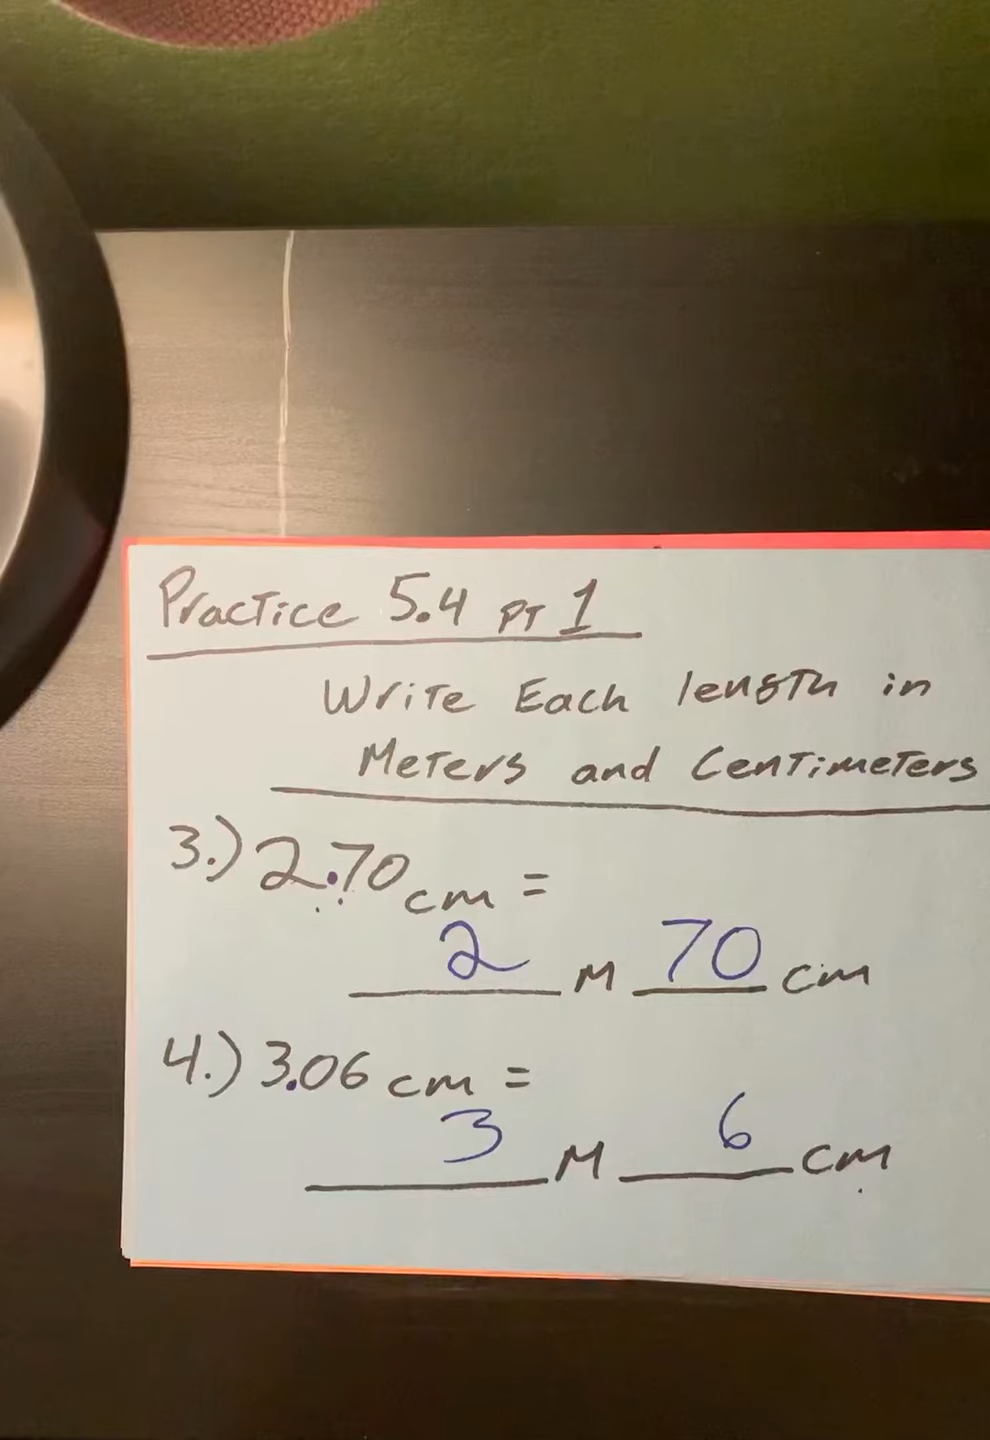 Practice 5.4 PT 1
Write Each length in
Meters and Centimeters
3.) 2.70 cm =
2 M 70 cm
4.) 3.06 cm =
3 M 6 cm